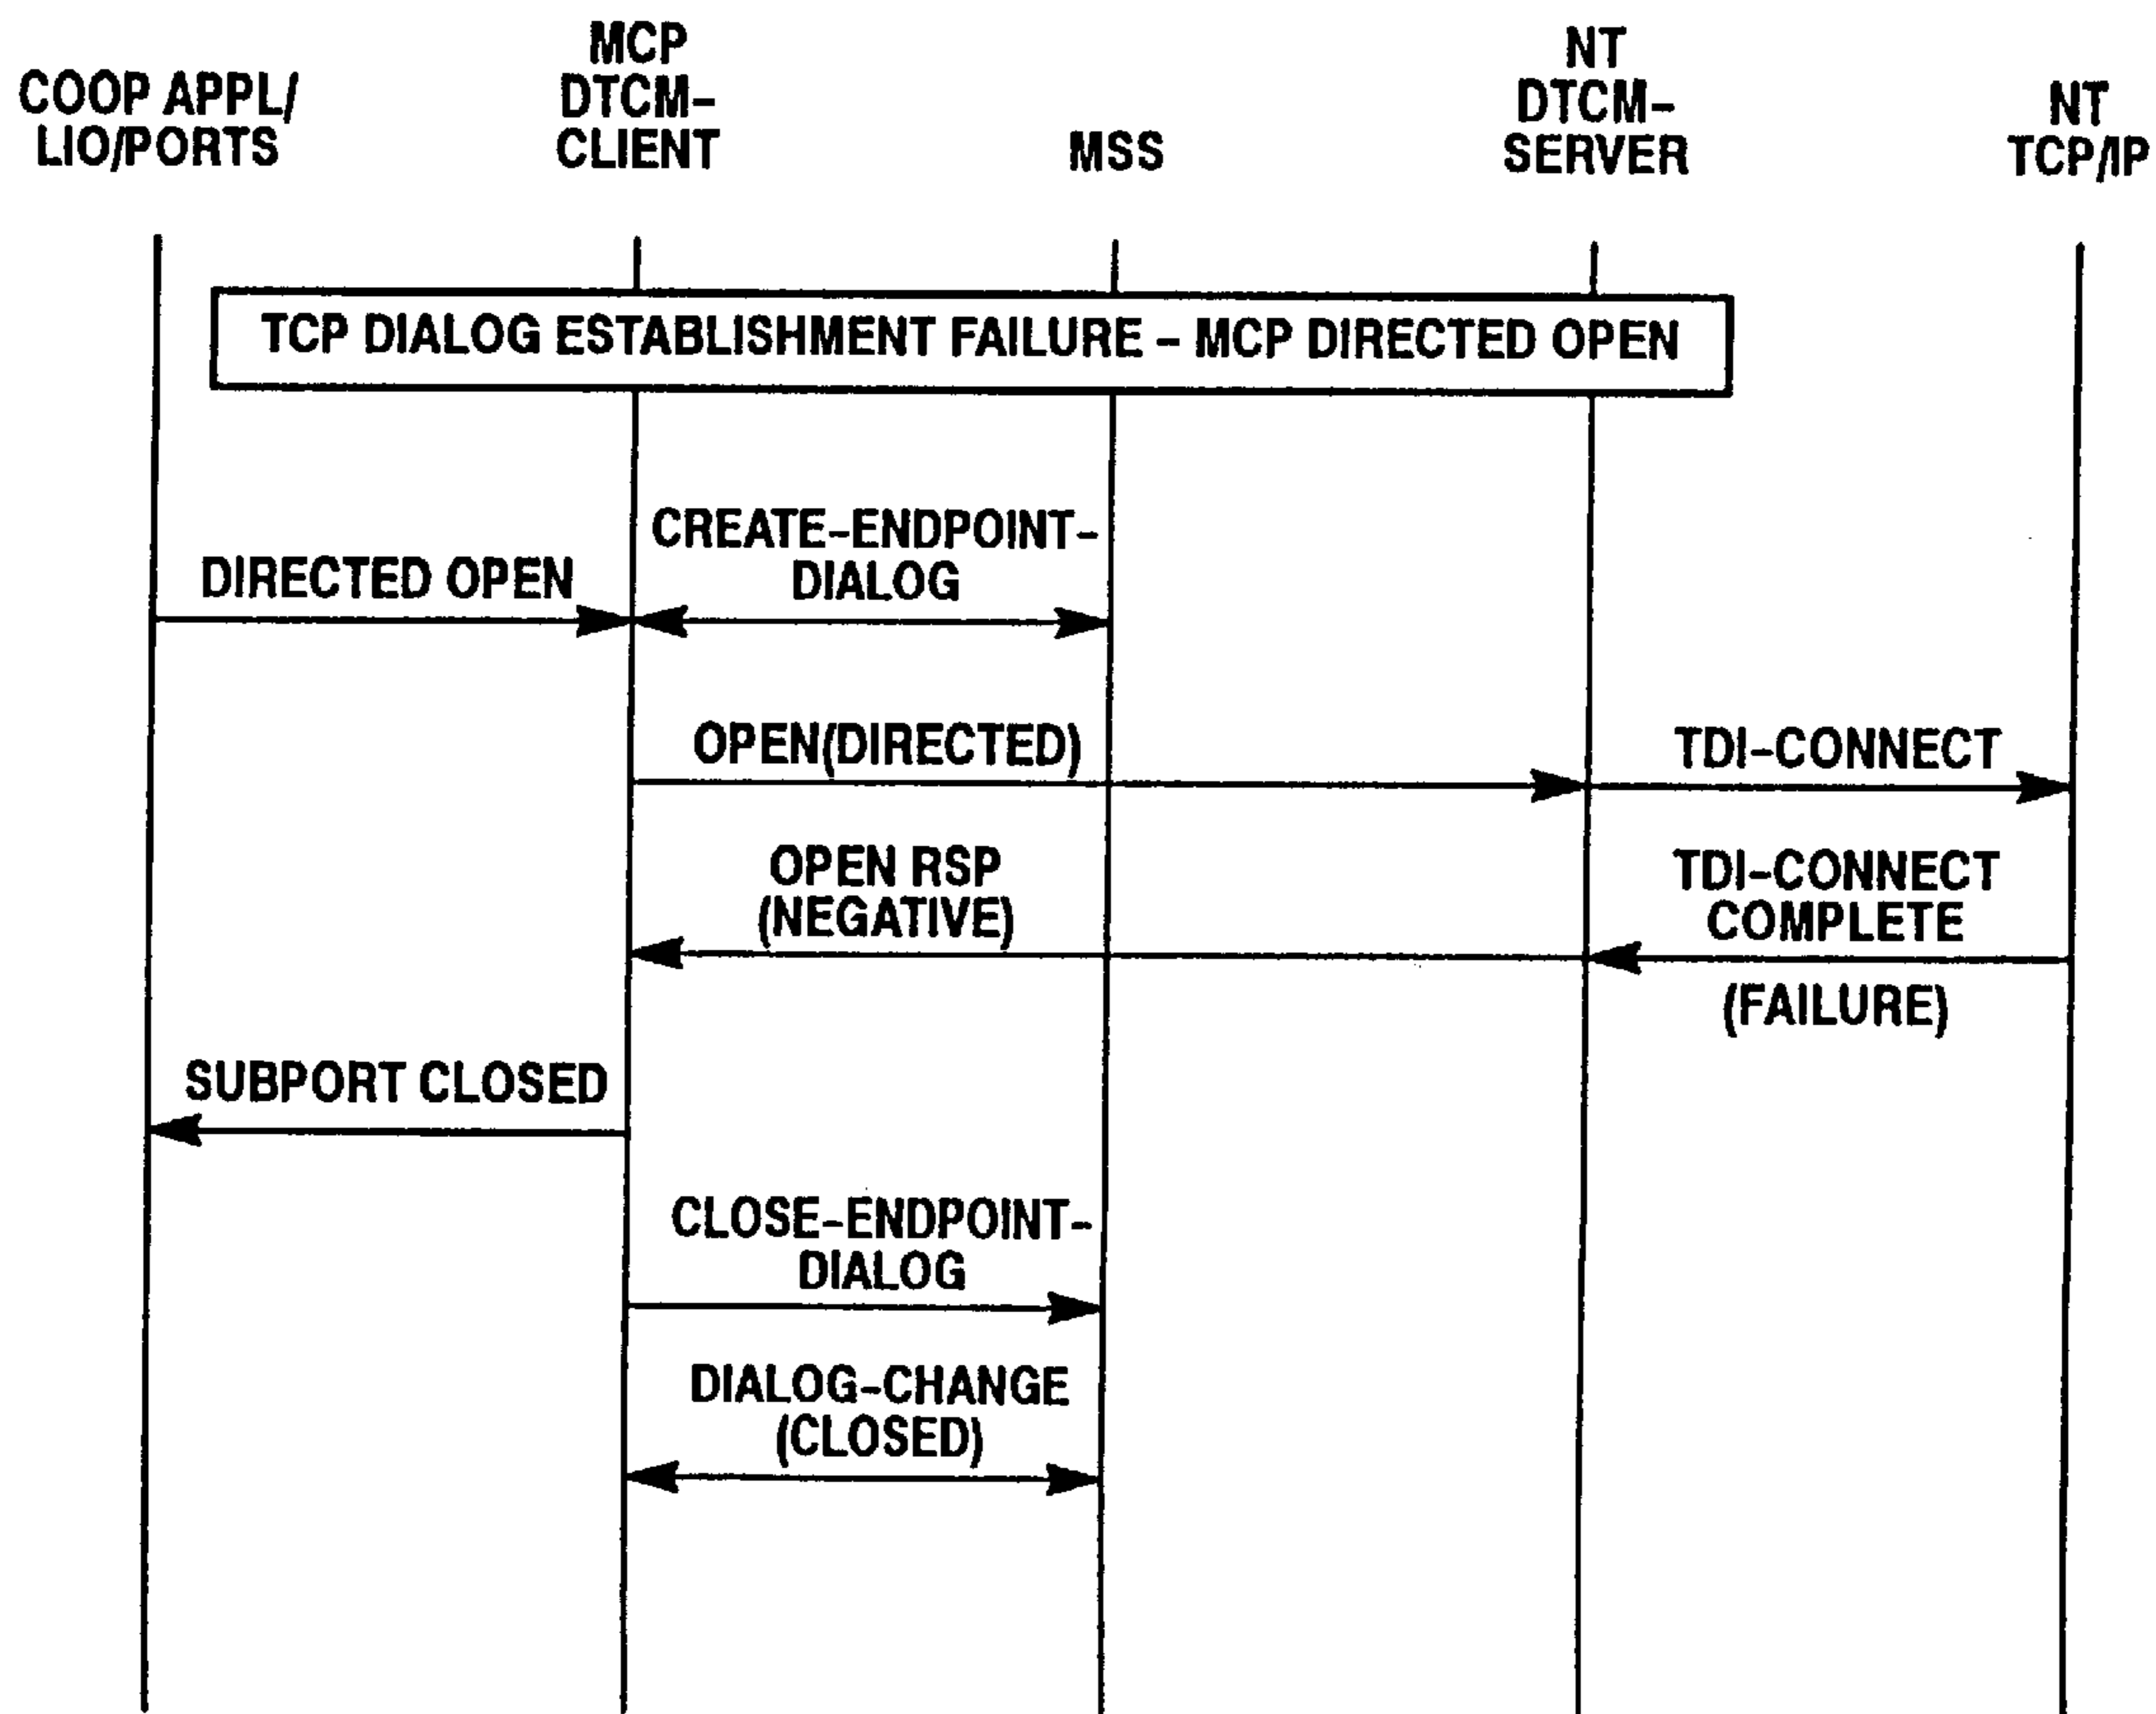 COOP APPL/
LIO/PORTS
MCP
DTCM-
CLIENT
MSS
NT
DTCM-
SERVER
NT
TCP/IP
TCP DIALOG ESTABLISHMENT FAILURE - MCP DIRECTED OPEN
DIRECTED OPEN
CREATE-ENDPOINT-
DIALOG
OPEN(DIRECTED)
TDI-CONNECT
OPEN RSP
(NEGATIVE)
TDI-CONNECT
COMPLETE
(FAILURE)
SUBPORT CLOSED
CLOSE-ENDPOINT-
DIALOG
DIALOG-CHANGE
(CLOSED)